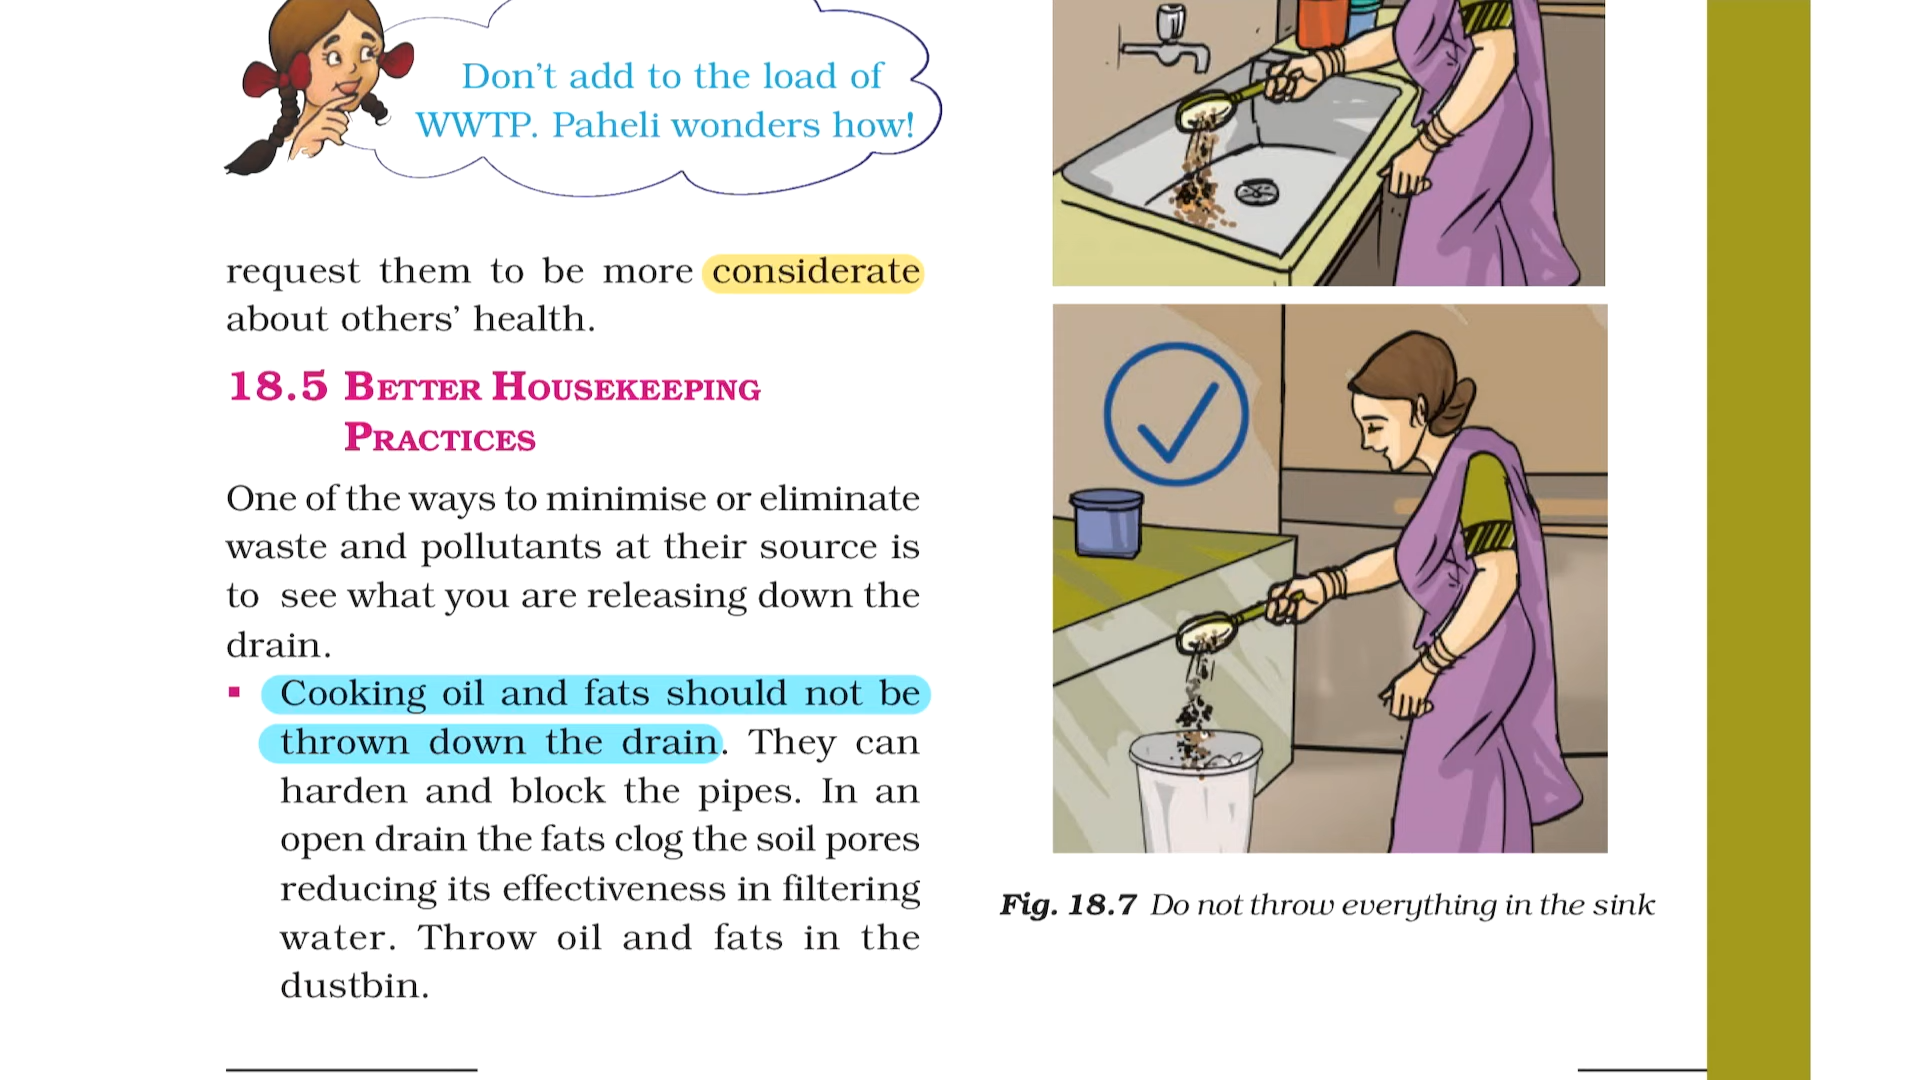 Don't add to the load of
WWTP. Paheli wonders how!
request them to be more considerate
about others' health.
18.5 BETTER HOUSEKEEPING
PRACTICES
One of the ways to minimise or eliminate
waste and pollutants at their source is
to see what you are releasing down the
drain.
▪ Cooking oil and fats should not be
thrown down the drain. They can
harden and block the pipes. In an
open drain the fats clog the soil pores
reducing its effectiveness in filtering
water. Throw oil and fats in the
dustbin.
Fig. 18.7 Do not throw everything in the sink